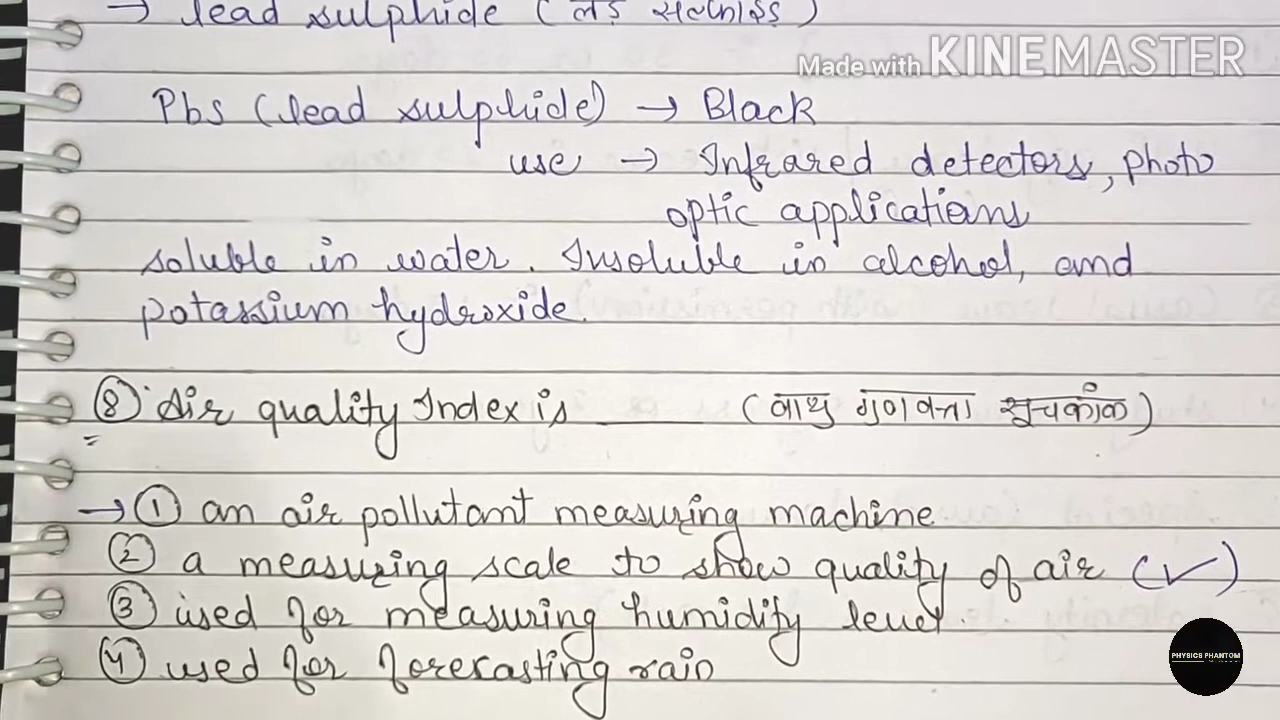 → lead sulphide (लेड सल्फाइड)
Made with KINEMASTER
Pbs (lead sulphide) → Black
use → Infrared detectors, photo
optic applications
soluble in water. Insoluble in alcohol, and
potassium hydroxide.
⑧ Air quality Index is ______ (वायु गुणवत्ता सूचकांक)
→ ① an air pollutant measuring machine.
② a measuring scale to show quality of air (✓)
③ used for measuring humidity level.
④ used for forecasting rain
PHYSICS PHANTOM